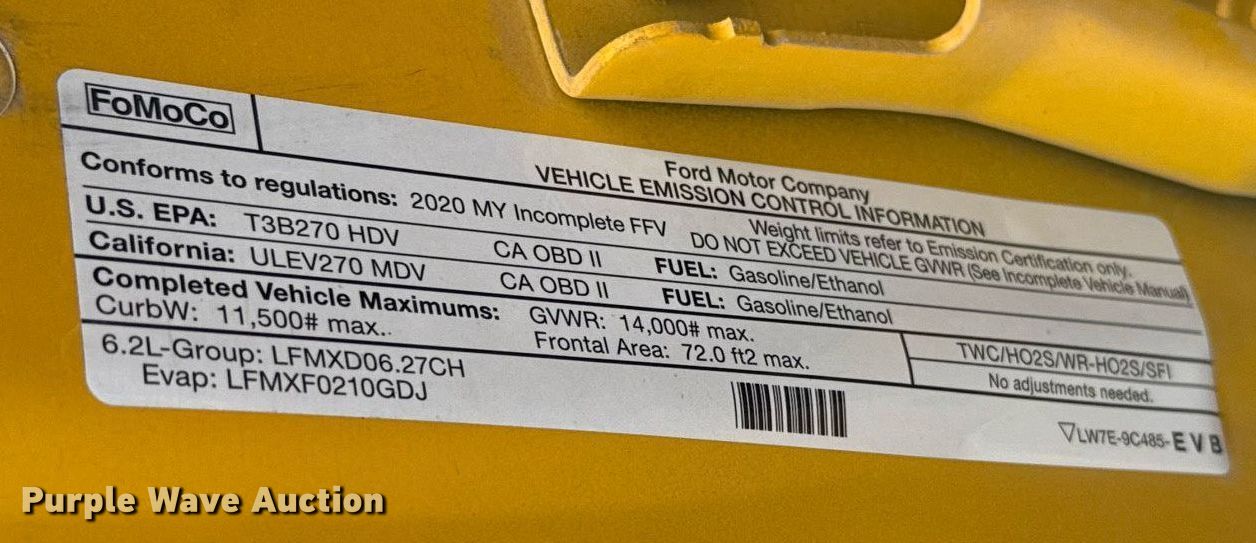 FoMoCo
Ford Motor Company
VEHICLE EMISSION CONTROL INFORMATION
Conforms to regulations: 2020 MY Incomplete FFV
Weight limits refer to Emission Certification only.
DO NOT EXCEED VEHICLE GVWR (See Incomplete Vehicle Manual)
U.S. EPA: T3B270 HDV CA OBD II FUEL: Gasoline/Ethanol
California: ULEV270 MDV CA OBD II FUEL: Gasoline/Ethanol
Completed Vehicle Maximums: GVWR: 14,000# max.
CurbW: 11,500# max.. Frontal Area: 72.0 ft2 max.
TWC/HO2S/WR-HO2S/SFI
No adjustments needed.
6.2L-Group: LFMXD06.27CH
Evap: LFMXF0210GDJ
▽LW7E-9C485-E V B
Purple Wave Auction